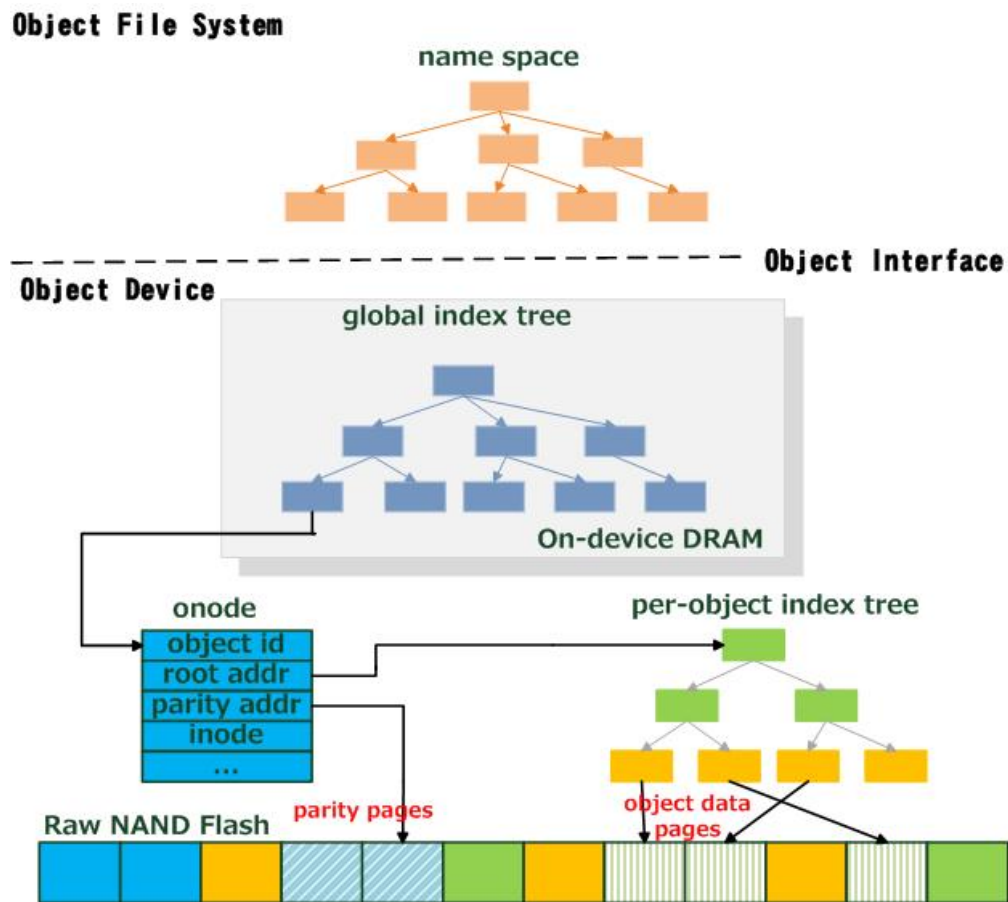 Object File System
name space
Object Interface
Object Device
global index tree
On-device DRAM
onode
object id
root addr
parity addr
inode
...
per-object index tree
parity pages
object data
pages
Raw NAND Flash